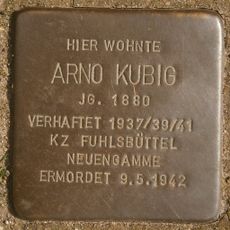 HIER WOHNTE
ARNO KUBIG
JG. 1880
VERHAFTET 1937/39/41
KZ FUHLSBÜTTEL
NEUENGAMME
ERMORDET 9.5.1942